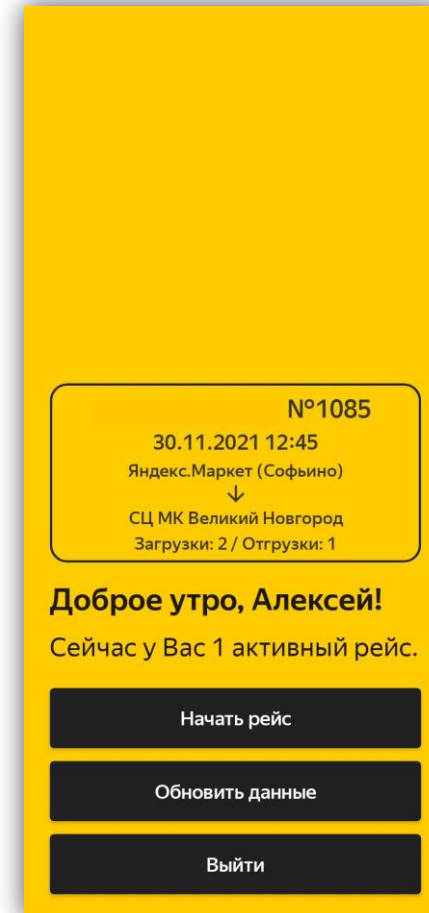 №1085
30.11.2021 12:45
Яндекс.Маркет (Софьино)
↓
СЦ МК Великий Новгород
Загрузки: 2 / Отгрузки: 1
Доброе утро, Алексей!
Сейчас у Вас 1 активный рейс.
Начать рейс
Обновить данные
Выйти